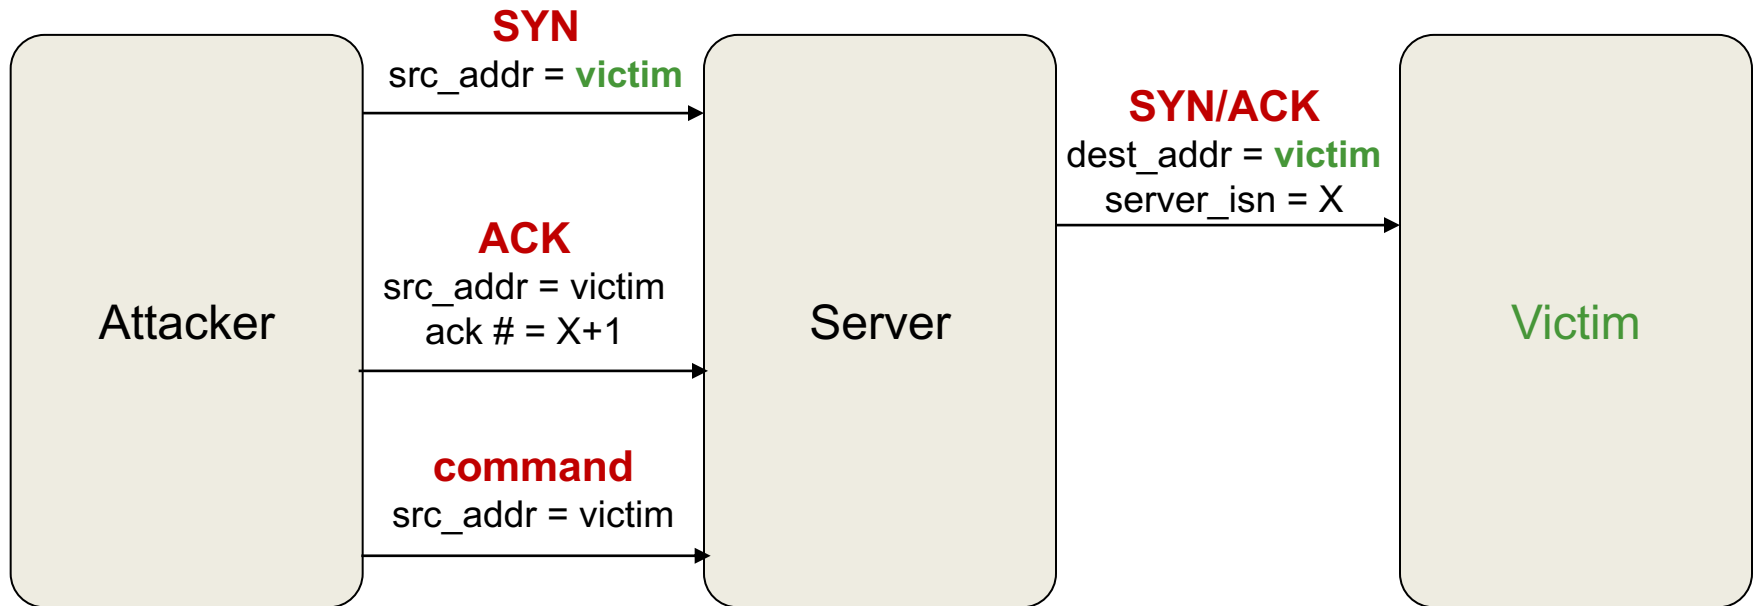 SYN
src_addr = victim
SYN/ACK
dest_addr = victim
server_isn = X
ACK
src_addr = victim
ack # = X+1
Attacker
Server
Victim
command
src_addr = victim